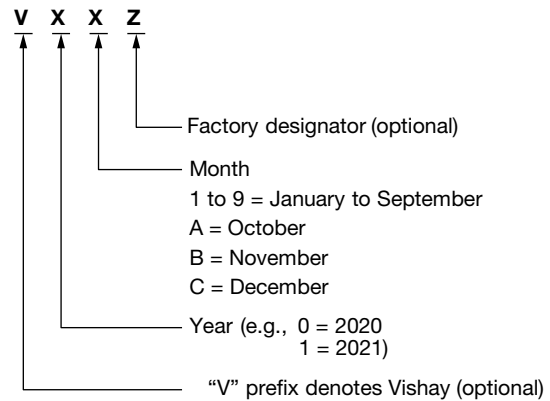 V X X Z
Factory designator (optional)
Month
1 to 9 = January to September
A = October
B = November
C = December
Year (e.g., 0 = 2020
1 = 2021)
“V” prefix denotes Vishay (optional)